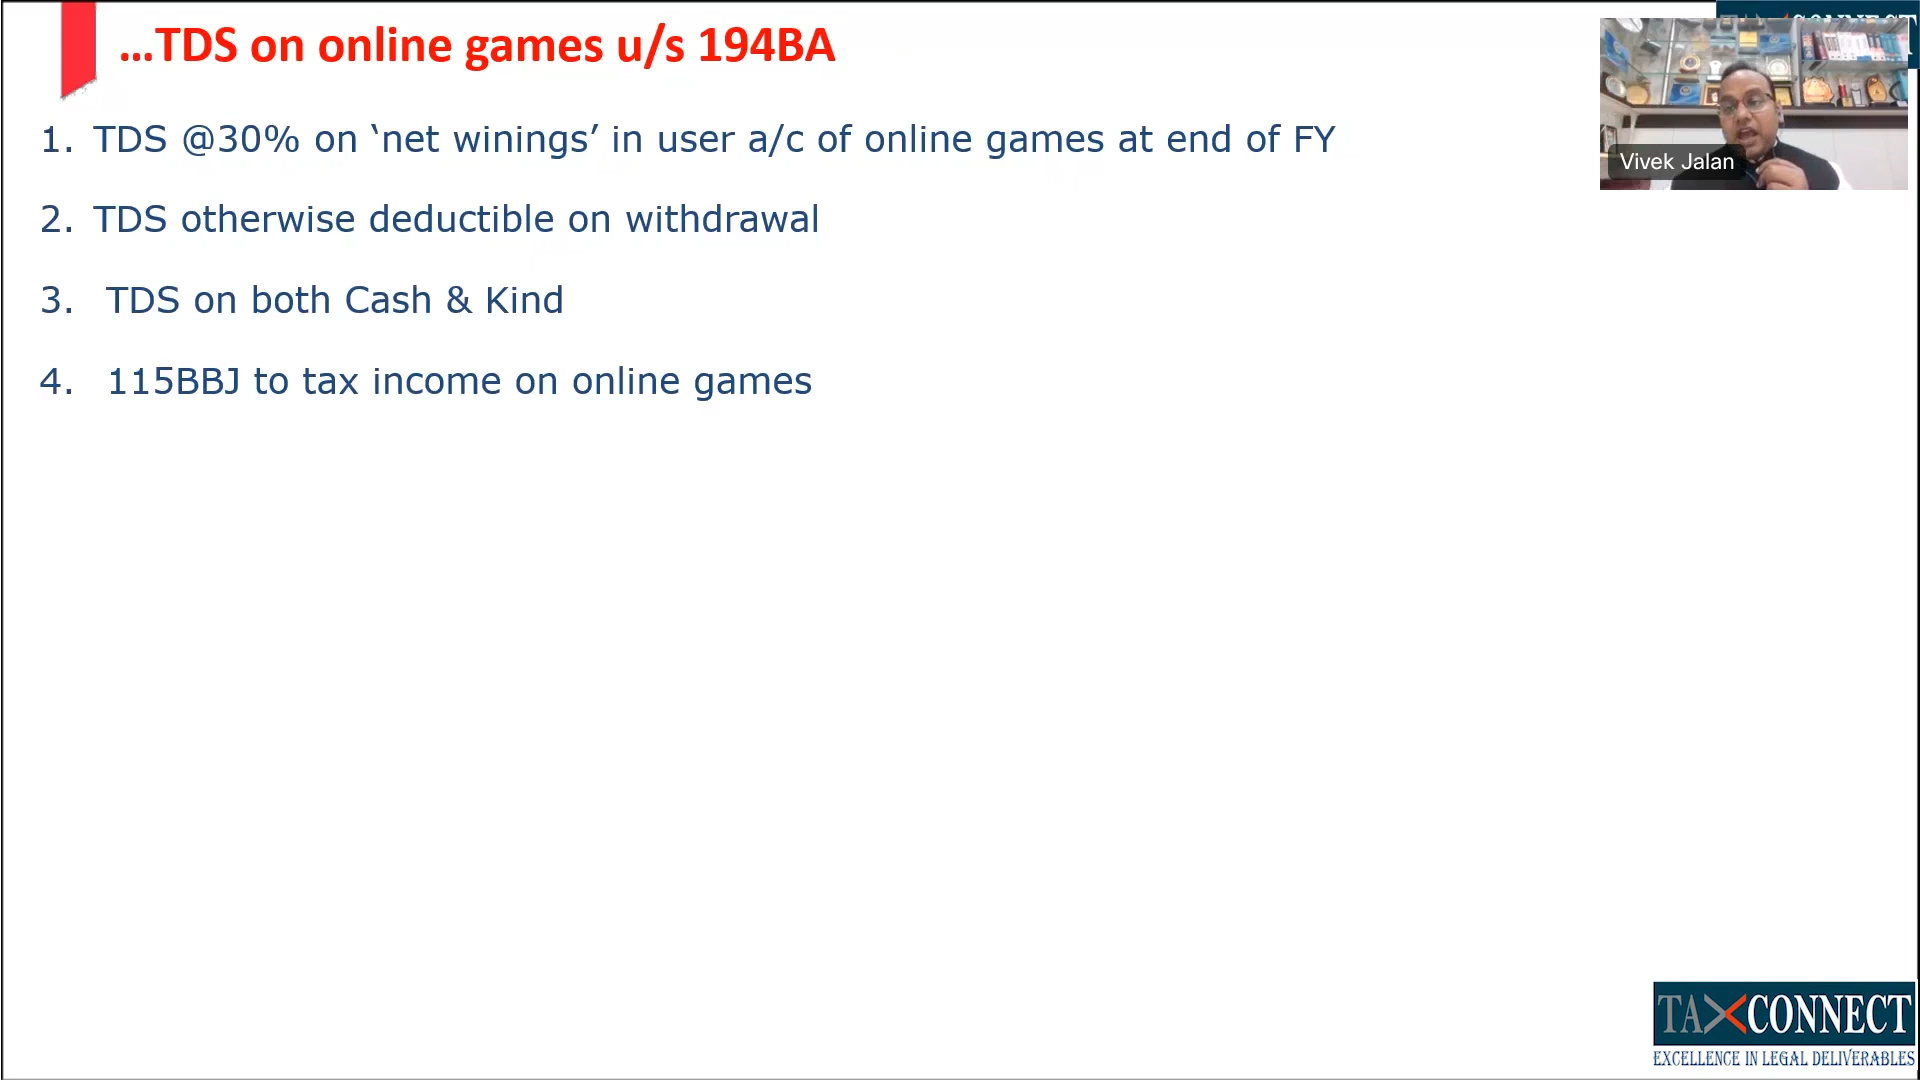 ...TDS on online games u/s 194BA
1. TDS @30% on ‘net winings’ in user a/c of online games at end of FY
2. TDS otherwise deductible on withdrawal
3. TDS on both Cash & Kind
4. 115BBJ to tax income on online games
Vivek Jalan
TAXCONNECT
EXCELLENCE IN LEGAL DELIVERABLES